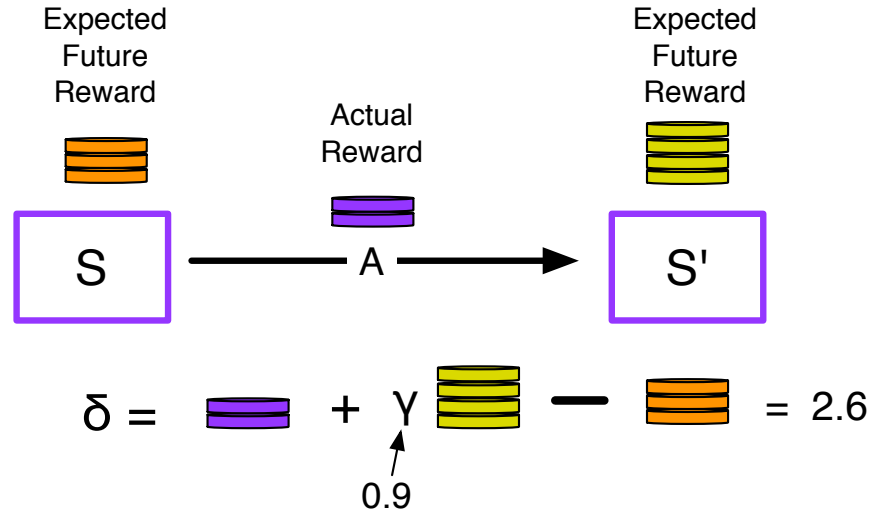 Expected
Future
Reward
Actual
Reward
Expected
Future
Reward
S
A
S'
δ = + γ − = 2.6
0.9